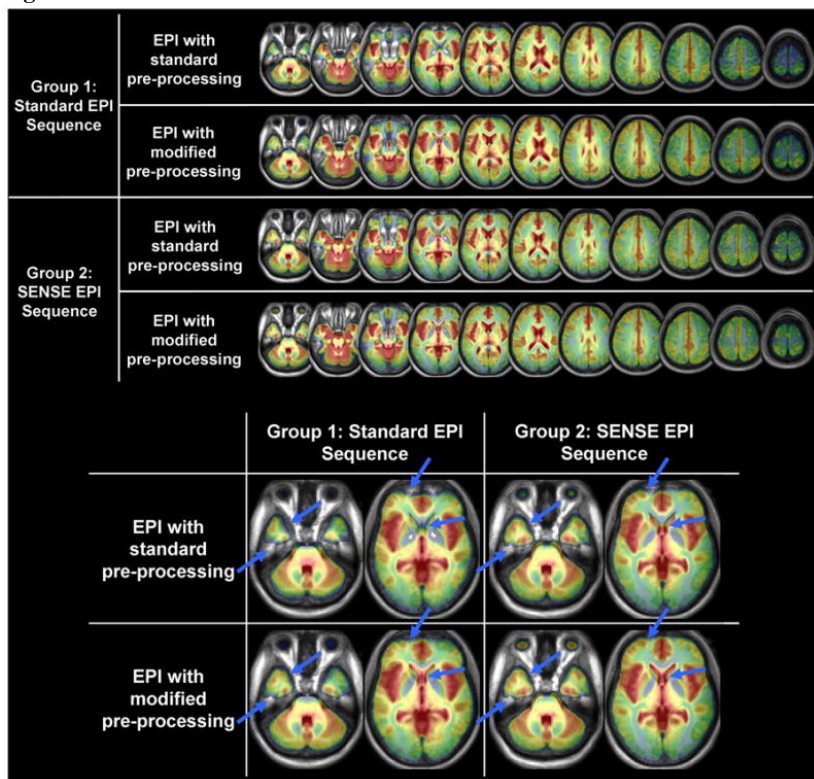 EPI with
standard
pre-processing
Group 1:
Standard EPI
Sequence
EPI with
modified
pre-processing
EPI with
standard
pre-processing
Group 2:
SENSE EPI
Sequence
EPI with
modified
pre-processing
Group 1: Standard EPI
Sequence
Group 2: SENSE EPI
Sequence
EPI with
standard
pre-processing
EPI with
modified
pre-processing